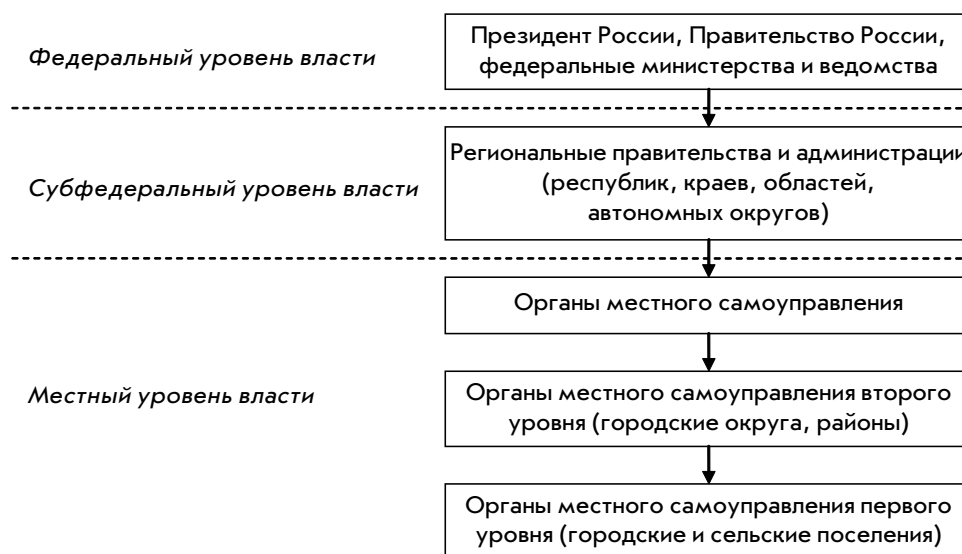 Федеральный уровень власти
Президент России, Правительство России,
федеральные министерства и ведомства
Субфедеральный уровень власти
Региональные правительства и администрации
(республик, краев, областей,
автономных округов)
Местный уровень власти
Органы местного самоуправления
Органы местного самоуправления второго
уровня (городские округа, районы)
Органы местного самоуправления первого
уровня (городские и сельские поселения)